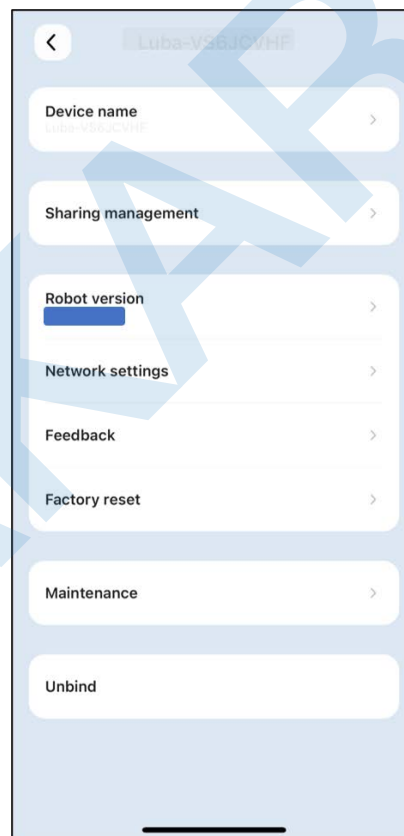 Luba-VS6JCVHF
Device name
Luba-VS6JCVHF
Sharing management
Robot version
Network settings
Feedback
Factory reset
Maintenance
Unbind